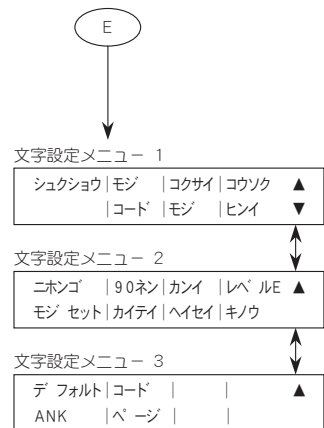 E
文字設定メニュー 1
シュクショウ|モジ |コクサイ|コウソク ▲
|コード|モジ |ヒンイ ▼
文字設定メニュー 2
ニホンゴ |90ネン|カンイ |レベルE ▲
モジセット|カイテイ|ヘイセイ|キノウ
文字設定メニュー 3
デフォルト|コード | | ▲
ANK |ページ | |